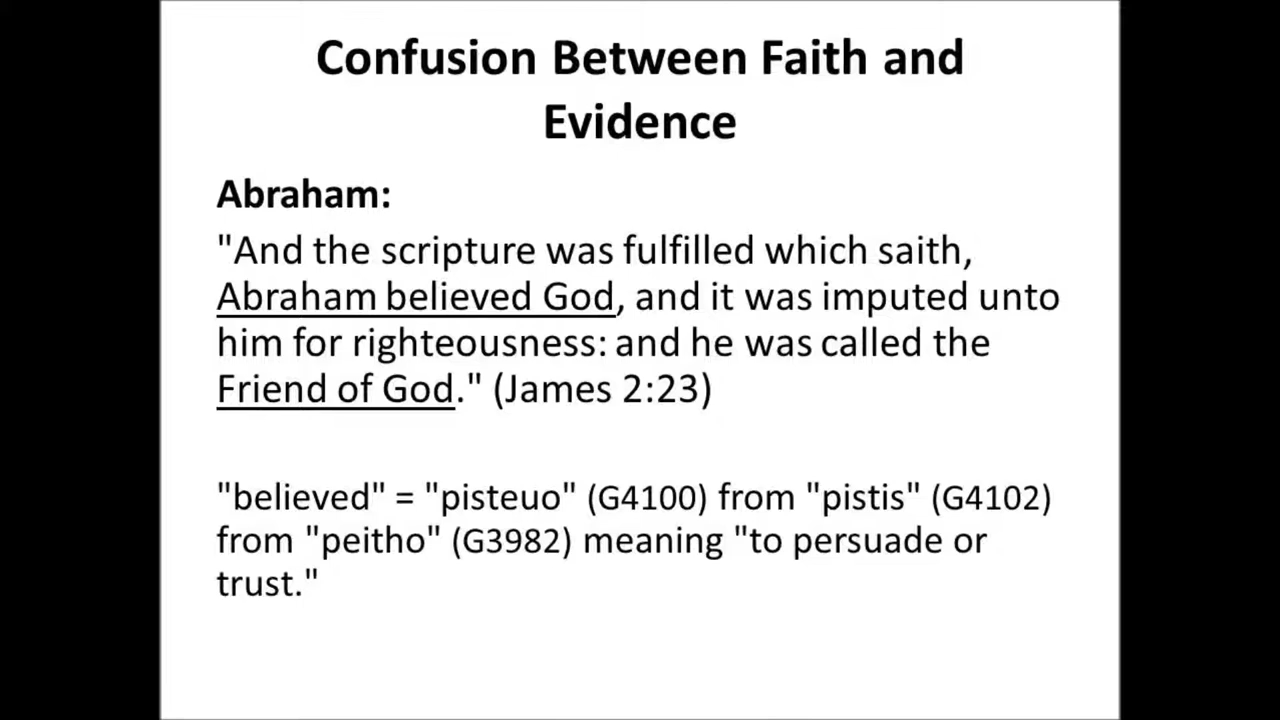 Confusion Between Faith and
Evidence
Abraham:
"And the scripture was fulfilled which saith,
Abraham believed God, and it was imputed unto
him for righteousness: and he was called the
Friend of God." (James 2:23)
"believed" = "pisteuo" (G4100) from "pistis" (G4102)
from "peitho" (G3982) meaning "to persuade or
trust."